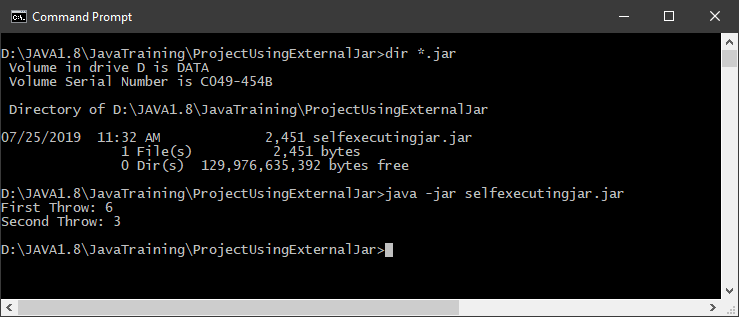 Command Prompt
D:\JAVA1.8\JavaTraining\ProjectUsingExternalJar>dir *.jar
Volume in drive D is DATA
Volume Serial Number is C049-454B
Directory of D:\JAVA1.8\JavaTraining\ProjectUsingExternalJar
07/25/2019  11:32 AM             2,451 selfexecutingjar.jar
1 File(s)          2,451 bytes
0 Dir(s)  129,976,635,392 bytes free
D:\JAVA1.8\JavaTraining\ProjectUsingExternalJar>java -jar selfexecutingjar.jar
First Throw: 6
Second Throw: 3
D:\JAVA1.8\JavaTraining\ProjectUsingExternalJar>